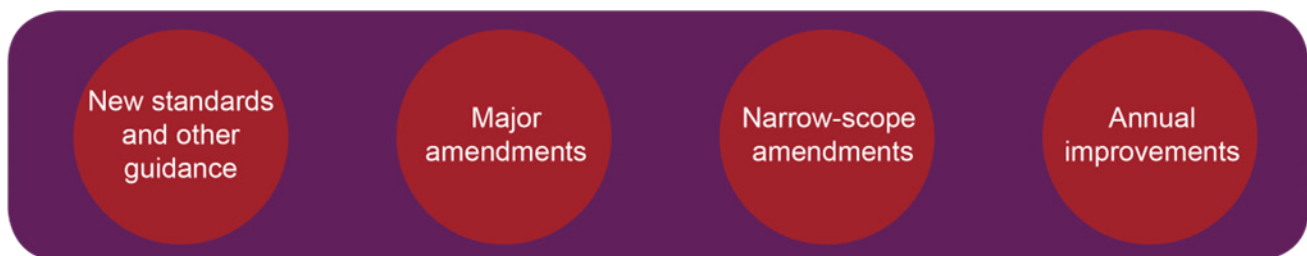 New standards
and other
guidance
Major
amendments
Narrow-scope
amendments
Annual
improvements